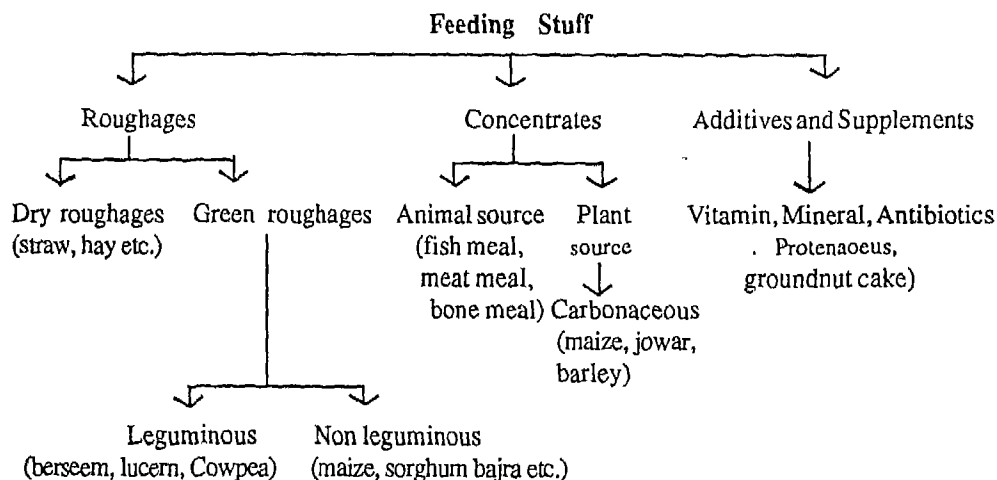 Feeding Stuff
Roughages
Concentrates
Additives and Supplements
Dry roughages
(straw, hay etc.)
Green roughages
Animal source
(fish meal,
meat meal,
bone meal)
Plant
source
Carbonaceous
(maize, jowar,
barley)
Vitamin, Mineral, Antibiotics
Protenaoeus,
groundnut cake)
Leguminous
(berseem, lucern, Cowpea)
Non leguminous
(maize, sorghum bajra etc.)